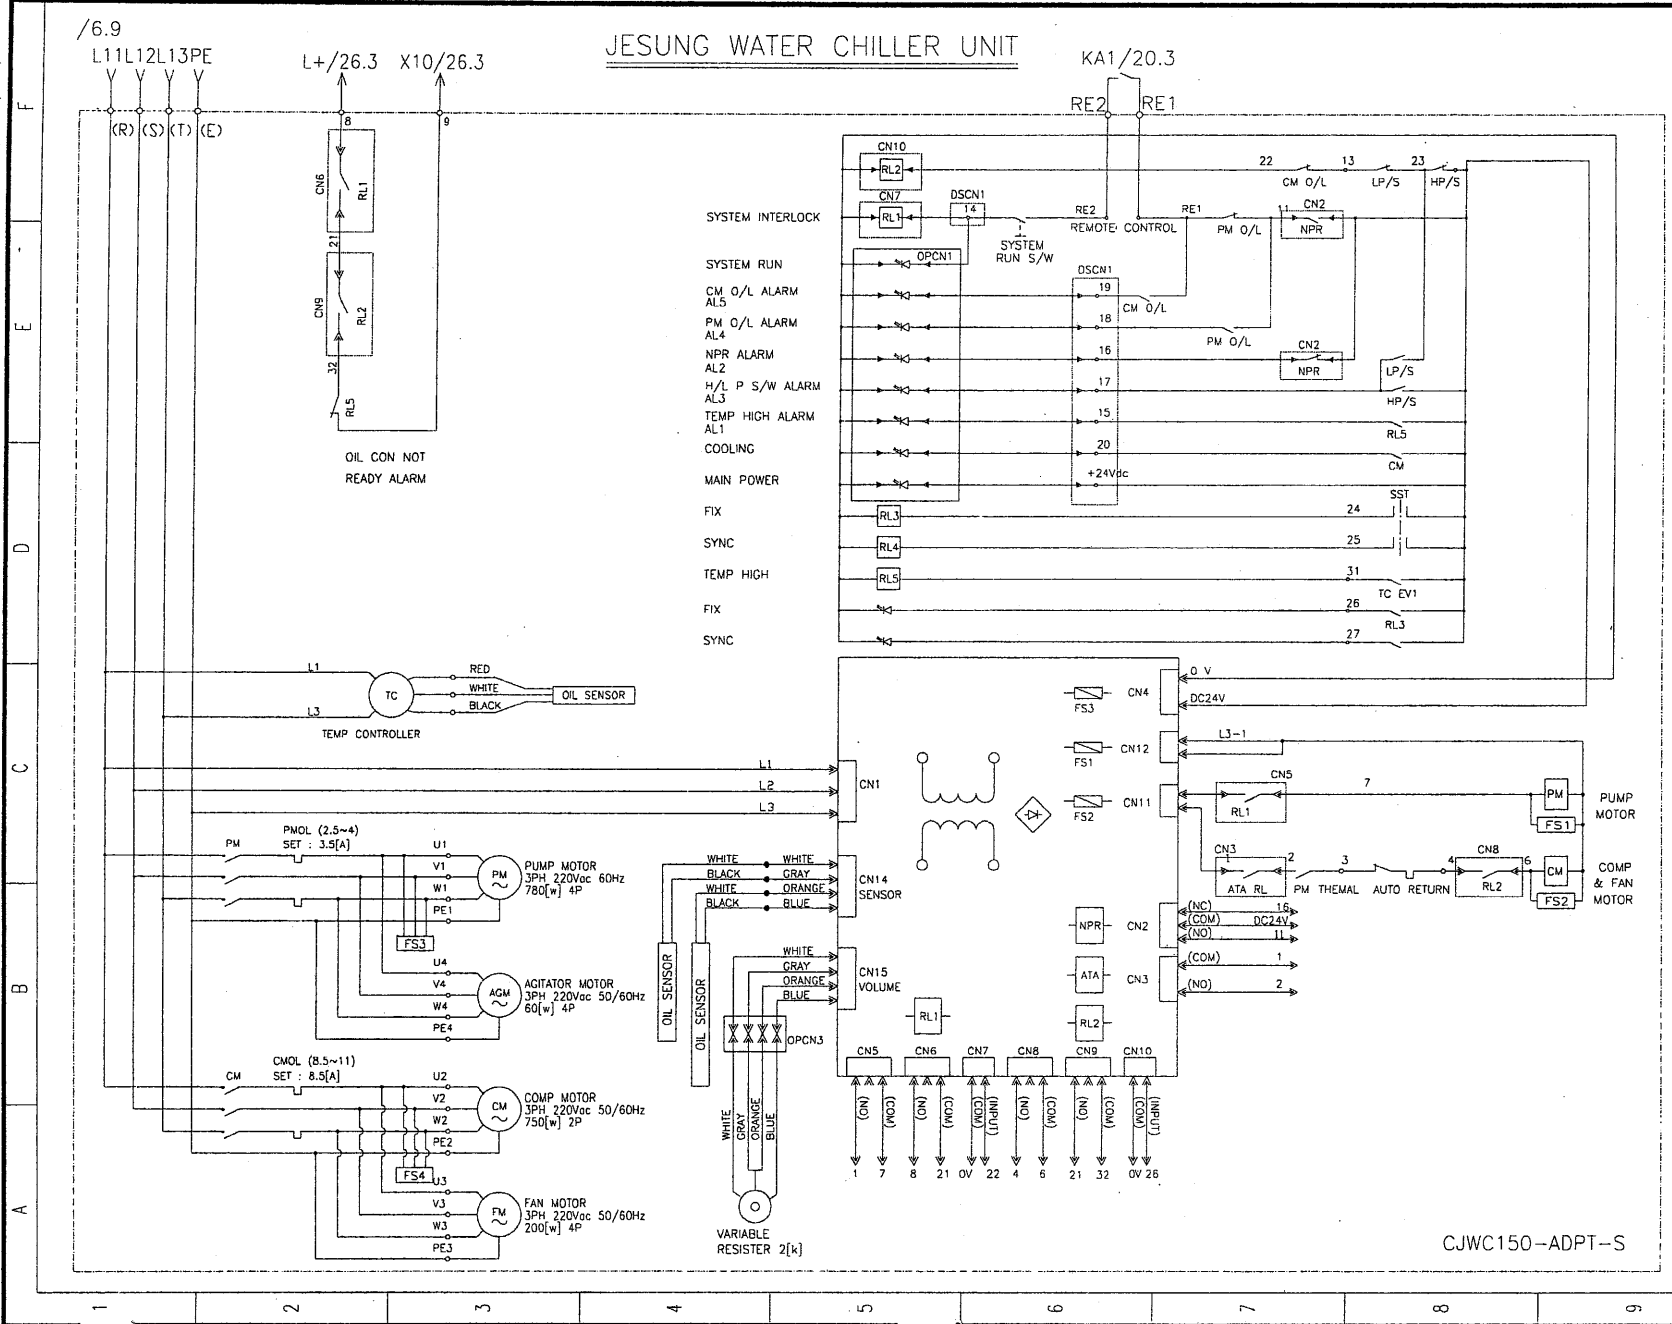 /6.9
L11L12L13PE
L+/26.3 X10/26.3
JESUNG WATER CHILLER UNIT
KA1/20.3
RE2 RE1
(R) (S) (T) (E)
8 9
CN6 RL1
21
CN9 RL2
32
RL5
OIL CON NOT
READY ALARM
CN10
RL2
22 13 23
CM O/L LP/S HP/S
CN7
SYSTEM INTERLOCK RL1 DSCN1 14
SYSTEM
RUN S/W
RE2 RE1
REMOTE CONTROL
PM O/L
11 CN2
NPR
SYSTEM RUN OPCN1
DSCN1
CM O/L ALARM 19
AL5 CM O/L
PM O/L ALARM 18
AL4 PM O/L
NPR ALARM 16 CN2
AL2 NPR LP/S
H/L P S/W ALARM 17
AL3 HP/S
TEMP HIGH ALARM 15
AL1 RL5
COOLING 20 CM
MAIN POWER +24Vdc
SST
FIX RL3 24
SYNC RL4 25
TEMP HIGH RL5 31
TC EV1
FIX 26
RL3
SYNC 27
L1 RED
TC WHITE OIL SENSOR
L3 BLACK
TEMP CONTROLLER
0 V
FS3 CN4
DC24V
L3-1
FS1 CN12
FS2 CN11
CN5 7
RL1
PM PUMP
MOTOR
FS1
CN3
1 2 3 4 CN8 6
ATA RL PM THEMAL AUTO RETURN RL2
CM COMP
& FAN
MOTOR
FS2
L1
L2 CN1
L3
PMOL (2.5~4)
SET : 3.5[A]
PM U1
V1
W1
PE1
FS3
PM
PUMP MOTOR
3PH 220Vac 60Hz
780[w] 4P
U4
V4
W4
PE4
AGM
AGITATOR MOTOR
3PH 220Vac 50/60Hz
60[w] 4P
WHITE WHITE
BLACK GRAY
WHITE ORANGE
BLACK BLUE
CN14
SENSOR
OIL SENSOR
OIL SENSOR
WHITE
GRAY
ORANGE
BLUE
CN15
VOLUME
OPCN3
NPR CN2
(NC) 16
(COM) DC24V
(NO) 11
ATA CN3
(COM) 1
(NO) 2
RL1
RL2
CN5 CN6 CN7 CN8 CN9 CN10
(NO) (COM) (NO) (COM) (COM) (INPUT) (NO) (COM) (NO) (COM) (COM) (INPUT)
1 7 8 21 0V 22 4 6 21 32 0V 26
CMOL (8.5~11)
SET : 8.5[A]
CM U2
V2
W2
PE2
FS4
CM
COMP MOTOR
3PH 220Vac 50/60Hz
750[w] 2P
U3
V3
W3
PE3
FM
FAN MOTOR
3PH 220Vac 50/60Hz
200[w] 4P
WHITE
GRAY
ORANGE
BLUE
VARIABLE
RESISTER 2[k]
CJWC150-ADPT-S
F
E
D
C
B
A
1 2 3 4 5 6 7 8 9